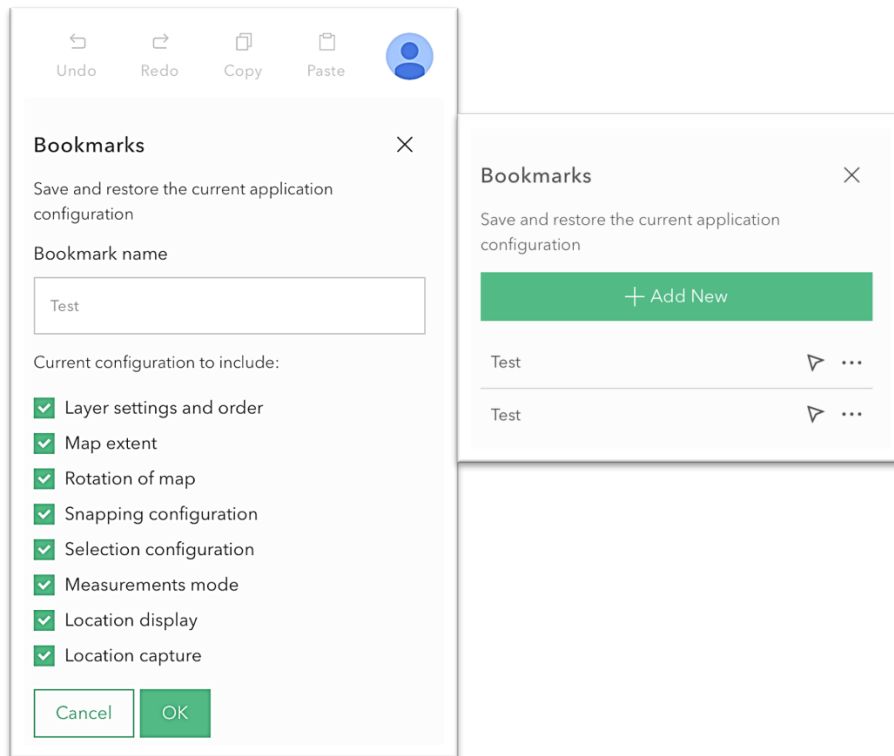 Undo Redo Copy Paste
Bookmarks
Save and restore the current application
configuration
Bookmark name
Test
Current configuration to include:
Layer settings and order
Map extent
Rotation of map
Snapping configuration
Selection configuration
Measurements mode
Location display
Location capture
Cancel OK
Bookmarks
Save and restore the current application
configuration
Add New
Test
Test